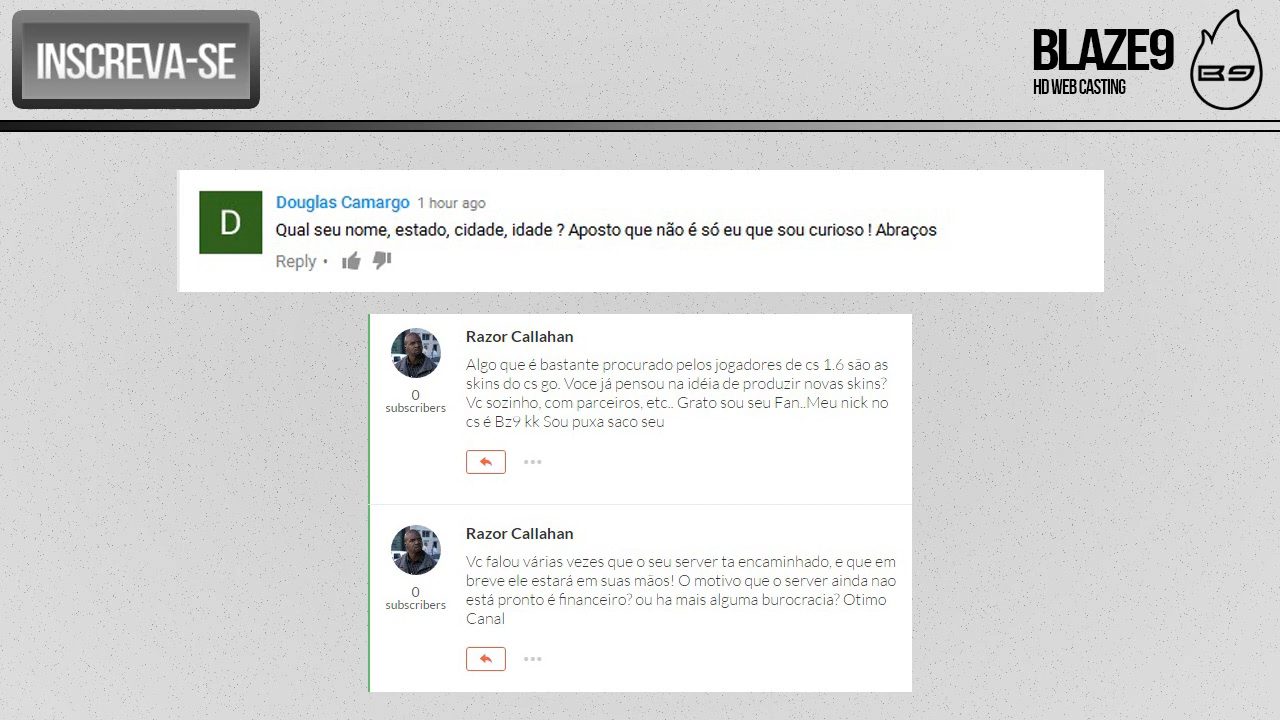 INSCREVA-SE
BLAZE9
HD WEB CASTING
B9
D
Douglas Camargo 1 hour ago
Qual seu nome, estado, cidade, idade ? Aposto que não é só eu que sou curioso ! Abraços
Reply •
Razor Callahan
Algo que é bastante procurado pelos jogadores de cs 1.6 são as
skins do cs go. Voce já pensou na idéia de produzir novas skins?
Vc sozinho, com parceiros, etc.. Grato sou seu Fan..Meu nick no
cs é Bz9 kk Sou puxa saco seu
0
subscribers
Razor Callahan
Vc falou várias vezes que o seu server ta encaminhado, e que em
breve ele estará em suas mãos! O motivo que o server ainda nao
está pronto é financeiro? ou ha mais alguma burocracia? Otimo
Canal
0
subscribers